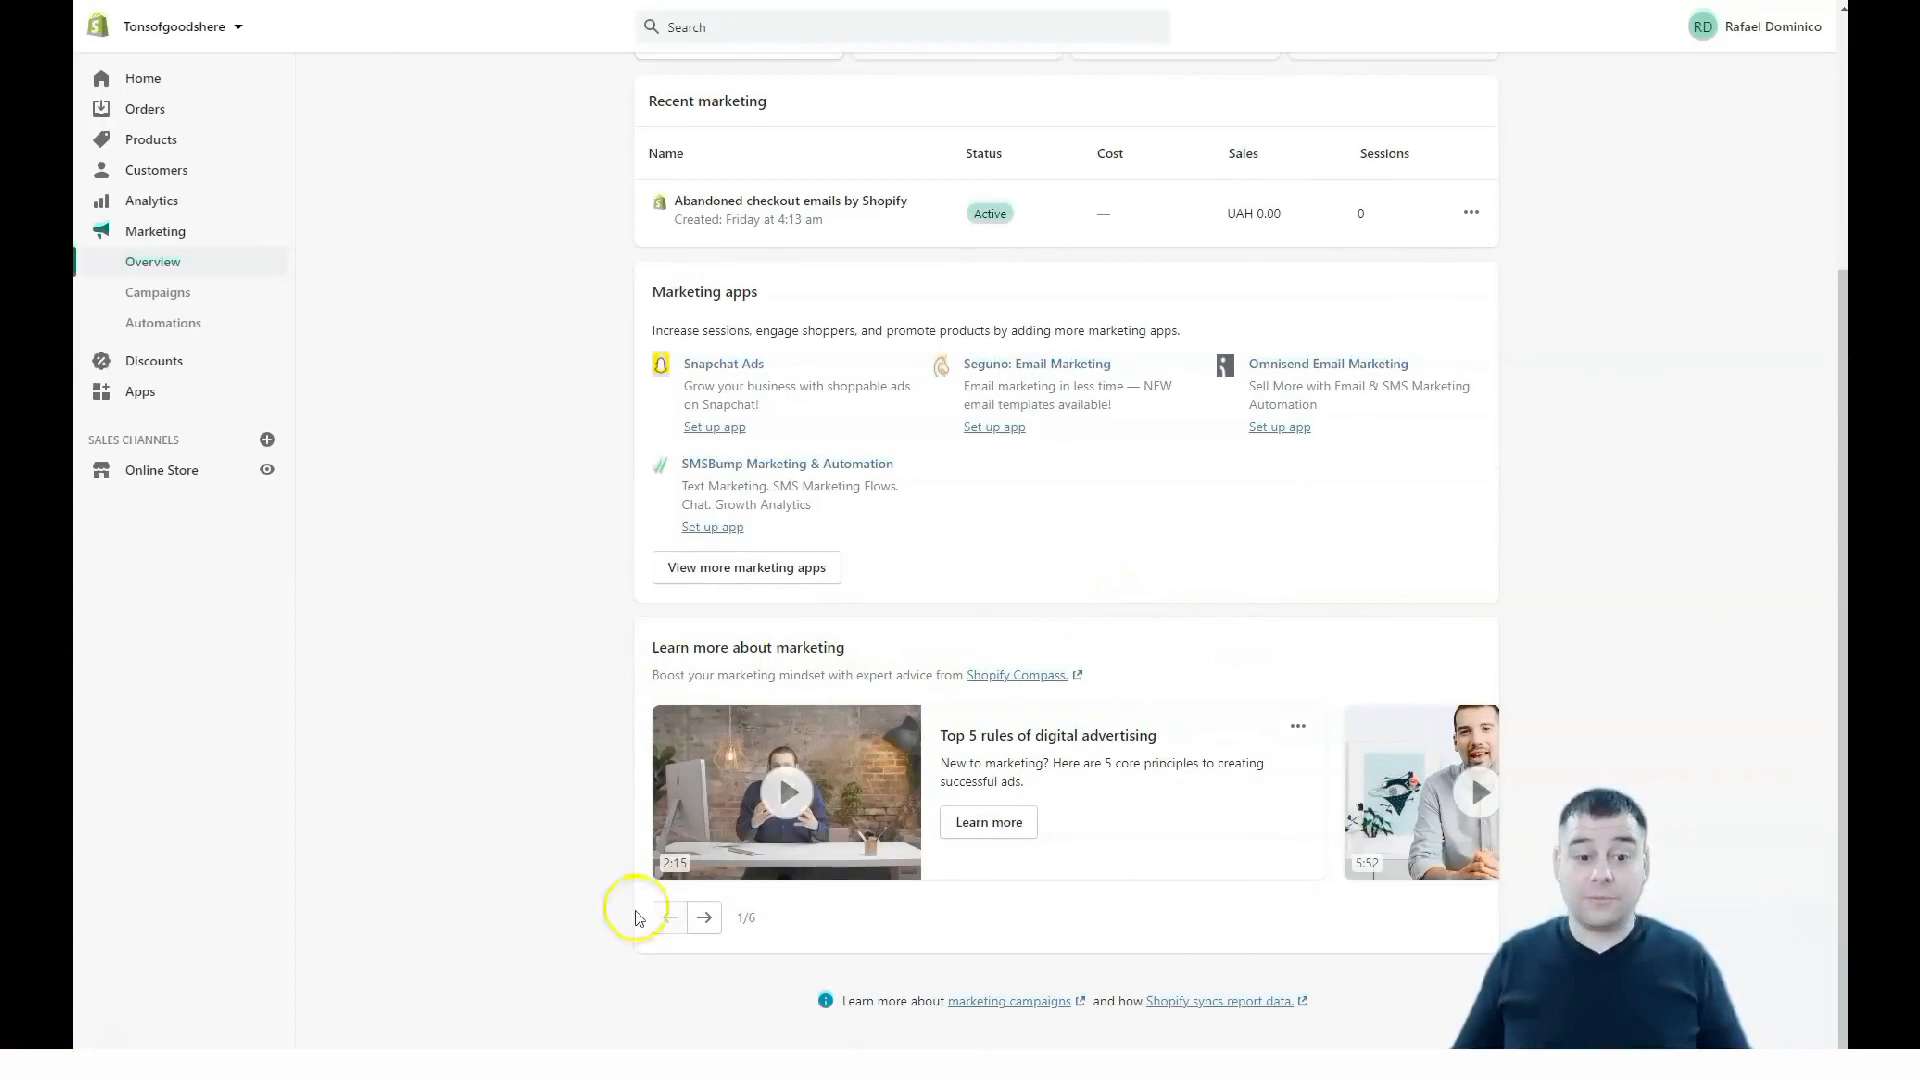 Tonsofgoodshere
Search
RD Rafael Dominico
Home
Orders
Products
Customers
Analytics
Marketing
Overview
Campaigns
Automations
Discounts
Apps
SALES CHANNELS
Online Store
Recent marketing
Name Status Cost Sales Sessions
Abandoned checkout emails by Shopify
Created: Friday at 4:13 am
Active — UAH 0.00 0
Marketing apps
Increase sessions, engage shoppers, and promote products by adding more marketing apps.
Snapchat Ads
Grow your business with shoppable ads
on Snapchat!
Set up app
Seguno: Email Marketing
Email marketing in less time — NEW
email templates available!
Set up app
Omnisend Email Marketing
Sell More with Email & SMS Marketing
Automation
Set up app
SMSBump Marketing & Automation
Text Marketing, SMS Marketing Flows,
Chat, Growth Analytics
Set up app
View more marketing apps
Learn more about marketing
Boost your marketing mindset with expert advice from Shopify Compass.
2:15
Top 5 rules of digital advertising
New to marketing? Here are 5 core principles to creating
successful ads.
Learn more
5:52
1/6
Learn more about marketing campaigns and how Shopify syncs report data.